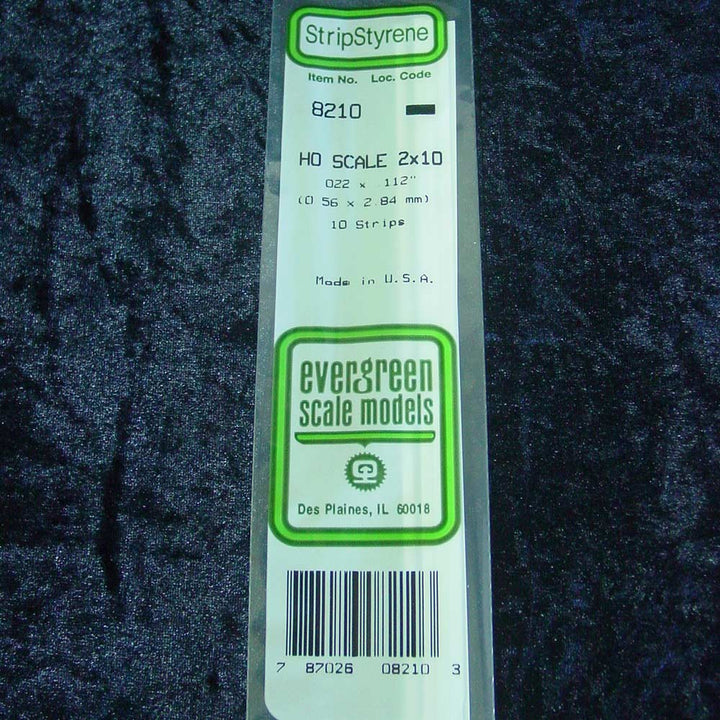 StripStyrene
Item No. Loc. Code
8210
HO SCALE 2x10
022 x .112"
(0 56 x 2.84 mm)
10 Strips
Made in U.S.A.
evergreen
scale models
Des Plaines, IL 60018
7 87026 08210 3